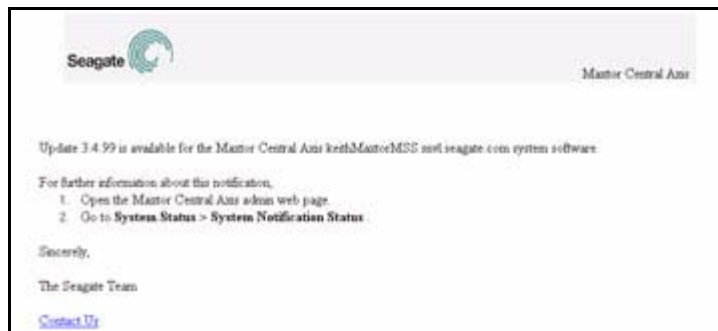 Seagate
Maxtor Central Axis
Update 3.4.99 is available for the Maxtor Central Axis keithMaxtorMSS seagate.com system software.
For further information about this notification,
1. Open the Maxtor Central Axis admin web page.
2. Go to System Status > System Notification Status.
Sincerely,
The Seagate Team
Contact Us